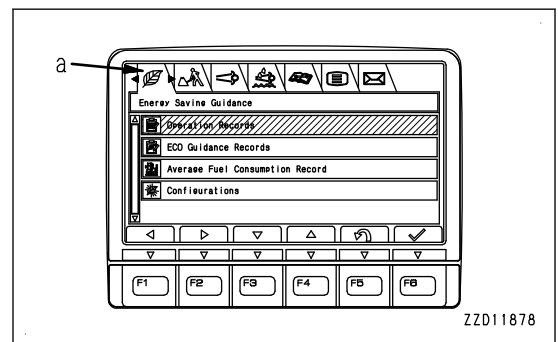 a
Energy Saving Guidance
Operation Records
ECO Guidance Records
Average Fuel Consumption Record
Configurations
F1 F2 F3 F4 F5 F6
ZZD11878